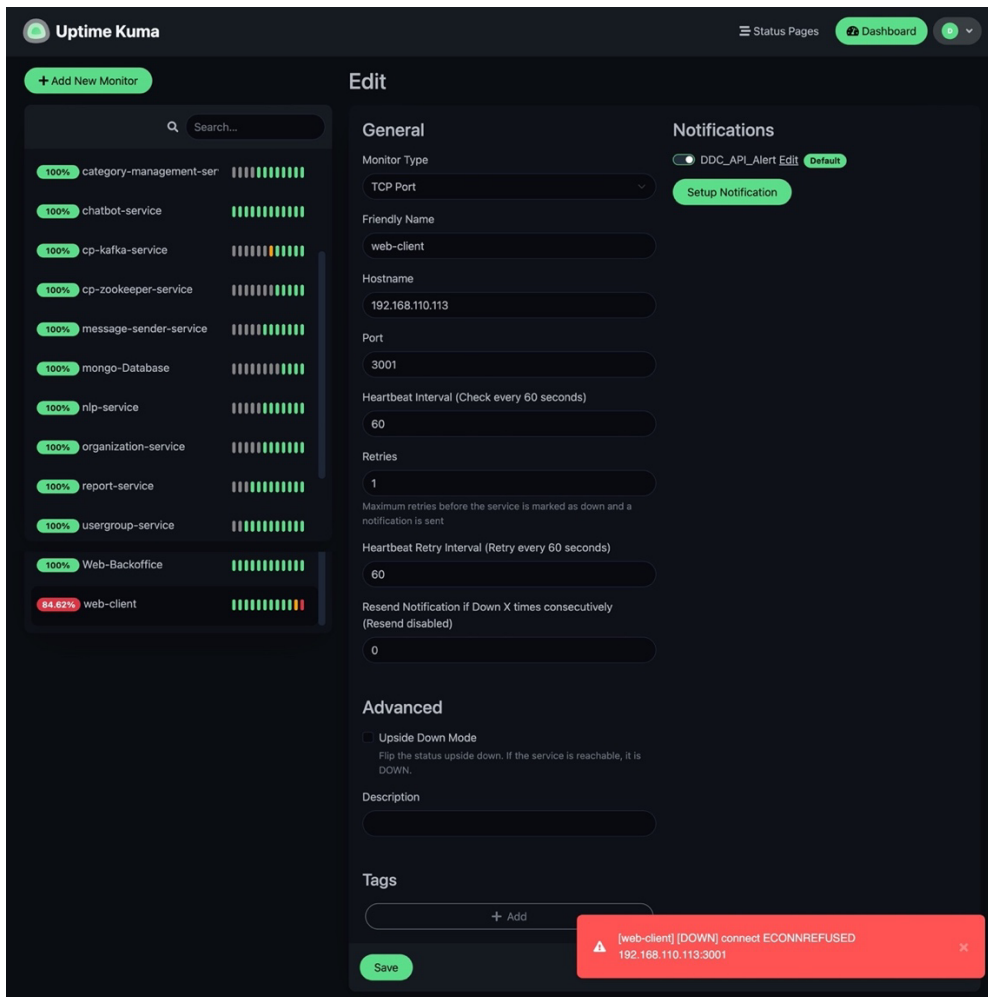 Uptime Kuma
Status Pages
Dashboard
D
Add New Monitor
Search...
100% category-management-ser
100% chatbot-service
100% cp-kafka-service
100% cp-zookeeper-service
100% message-sender-service
100% mongo-Database
100% nlp-service
100% organization-service
100% report-service
100% usergroup-service
100% Web-Backoffice
84.62% web-client
Edit
General
Monitor Type
TCP Port
Friendly Name
web-client
Hostname
192.168.110.113
Port
3001
Heartbeat Interval (Check every 60 seconds)
60
Retries
1
Maximum retries before the service is marked as down and a
notification is sent
Heartbeat Retry Interval (Retry every 60 seconds)
60
Resend Notification if Down X times consecutively
(Resend disabled)
0
Advanced
Upside Down Mode
Flip the status upside down. If the service is reachable, it is
DOWN.
Description
Tags
+ Add
Save
Notifications
DDC_API_Alert Edit Default
Setup Notification
[web-client] [DOWN] connect ECONNREFUSED
192.168.110.113:3001